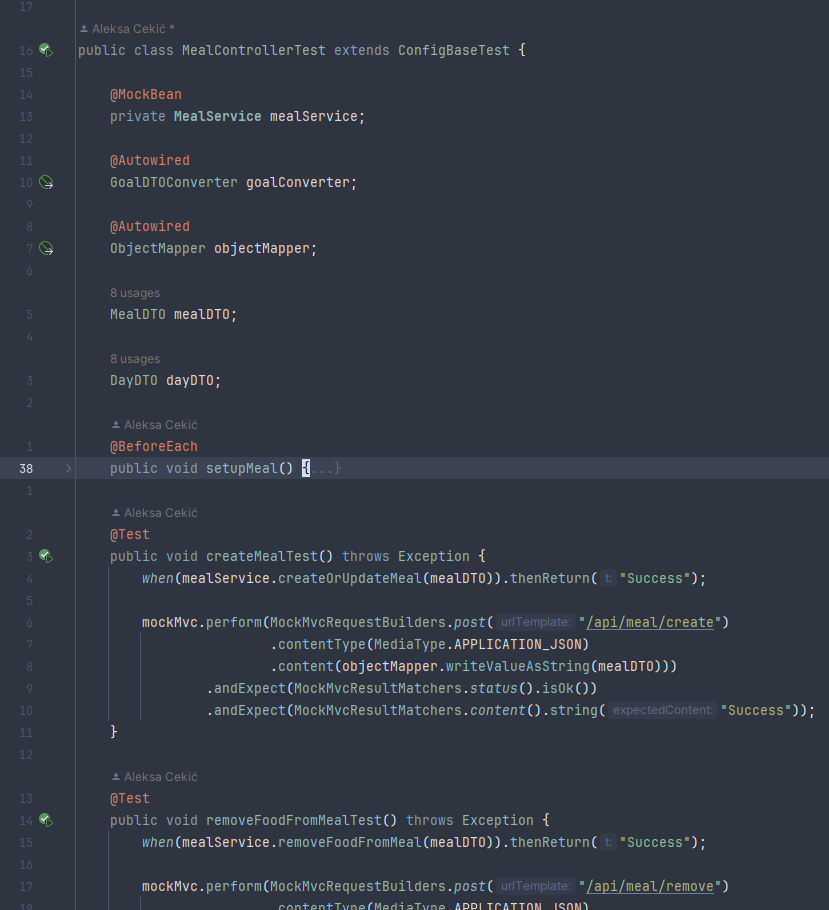 17
Aleksa Cekić *
16 public class MealControllerTest extends ConfigBaseTest {
15
14 @MockBean
13 private MealService mealService;
12
11 @Autowired
10 GoalDTOConverter goalConverter;
9
8 @Autowired
7 ObjectMapper objectMapper;
6
8 usages
5 MealDTO mealDTO;
4
8 usages
3 DayDTO dayDTO;
2
Aleksa Cekić
1 @BeforeEach
38 public void setupMeal() {...}
1
Aleksa Cekić
2 @Test
3 public void createMealTest() throws Exception {
4 when(mealService.createOrUpdateMeal(mealDTO)).thenReturn( t: "Success");
5
6 mockMvc.perform(MockMvcRequestBuilders.post( urlTemplate: "/api/meal/create")
7 .contentType(MediaType.APPLICATION_JSON)
8 .content(objectMapper.writeValueAsString(mealDTO)))
9 .andExpect(MockMvcResultMatchers.status().isOk())
10 .andExpect(MockMvcResultMatchers.content().string( expectedContent: "Success"));
11 }
12
Aleksa Cekić
13 @Test
14 public void removeFoodFromMealTest() throws Exception {
15 when(mealService.removeFoodFromMeal(mealDTO)).thenReturn( t: "Success");
16
17 mockMvc.perform(MockMvcRequestBuilders.post( urlTemplate: "/api/meal/remove")
18 .contentType(MediaType.APPLICATION_JSON)